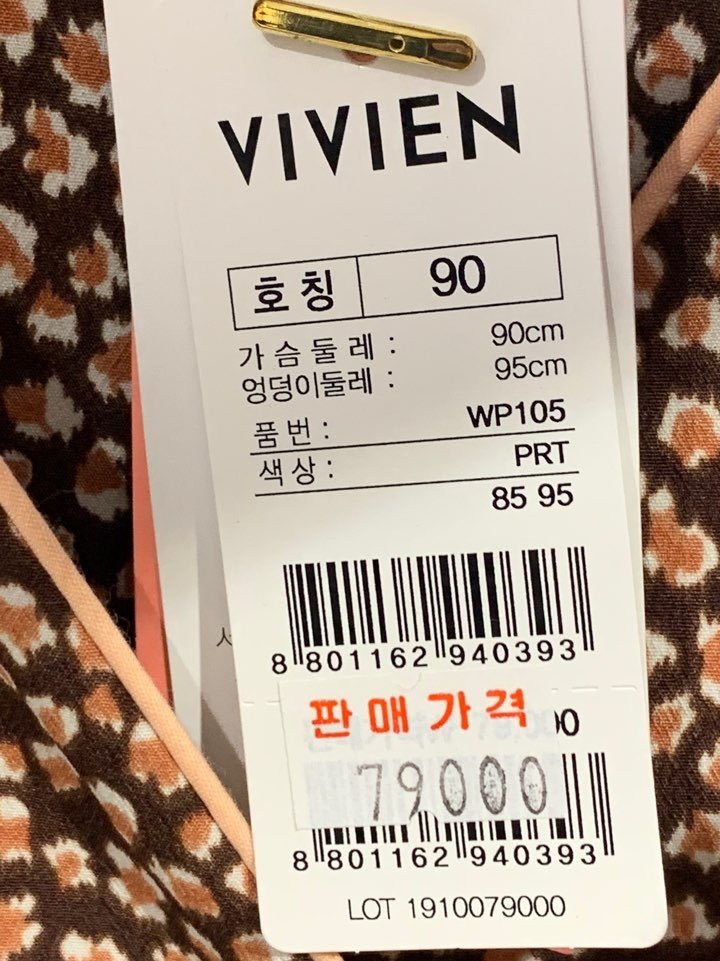 VIVIEN
호칭 90
가슴둘레 : 90cm
엉덩이둘레 : 95cm
품번 : WP105
색상 : PRT
85 95
8 801162 940393
판매가격
79000
8 801162 940393
LOT 1910079000